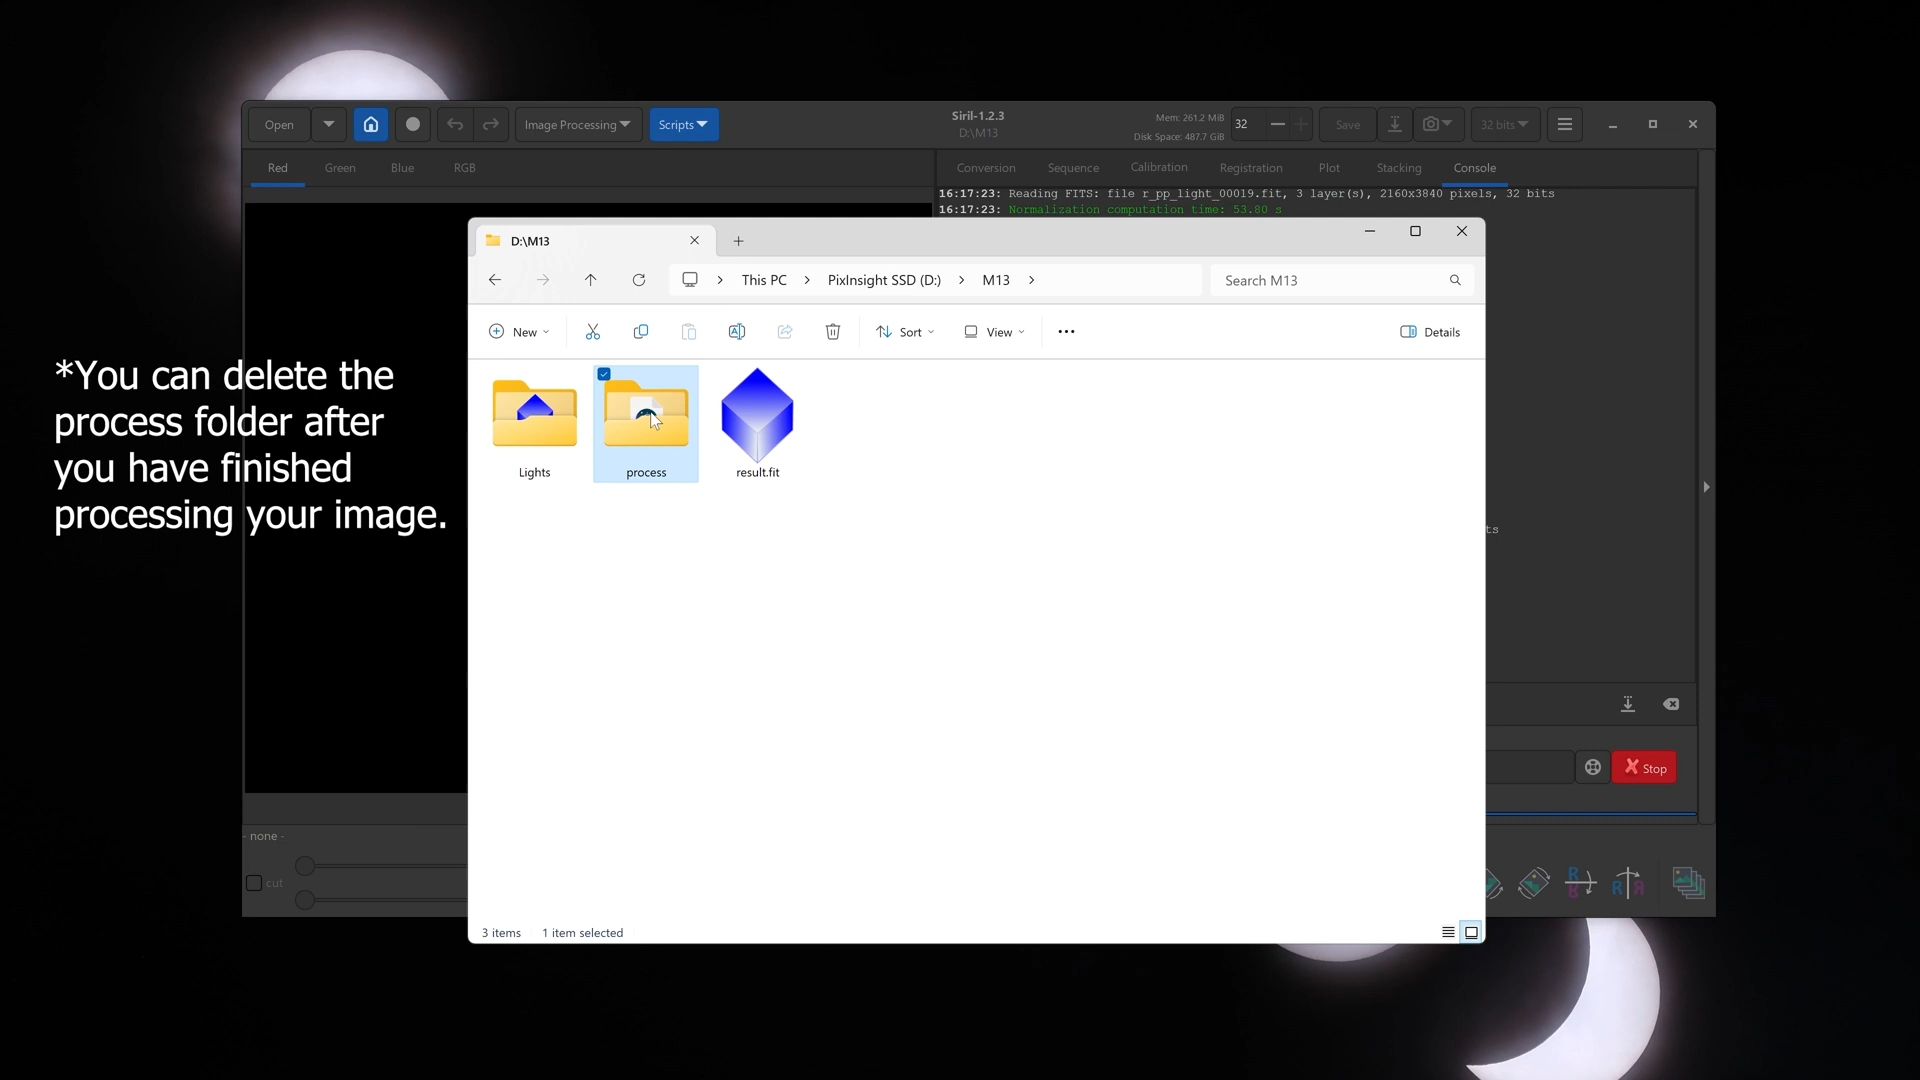 Open
Image Processing
Scripts
Siril-1.2.3
D:\M13
Mem: 261.2 MiB
Disk Space: 487.7 GiB
32
Save
32 bits
Red
Green
Blue
RGB
Conversion
Sequence
Calibration
Registration
Plot
Stacking
Console
16:17:23: Reading FITS: file r_pp_light_00019.fit, 3 layer(s), 2160x3840 pixels, 32 bits
16:17:23: Normalization computation time: 53.80 s
D:\M13
This PC
PixInsight SSD (D:)
M13
Search M13
New
Sort
View
Details
*You can delete the
process folder after
you have finished
processing your image.
Lights
process
result.fit
ts
Stop
- none -
cut
R
R
R
R
3 items
1 item selected